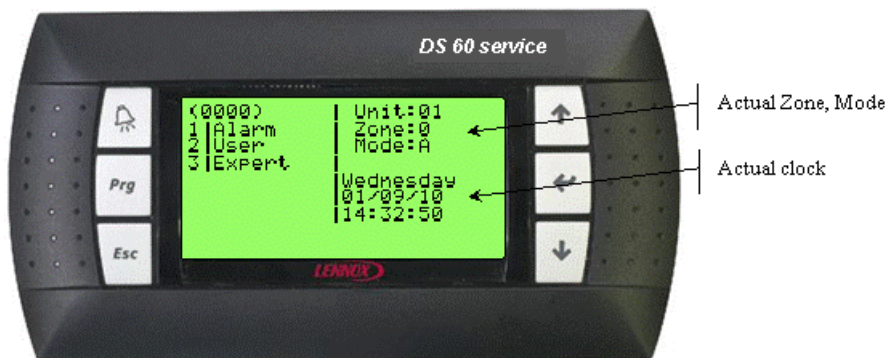 DS 60 service
(0000) | Unit:01
1|Alarm | Zone:0
2|User | Mode:A
3|Expert |
|Wednesday
|01/09/10
|14:32:50
Prg
Esc
LENNOX
Actual Zone, Mode
Actual clock